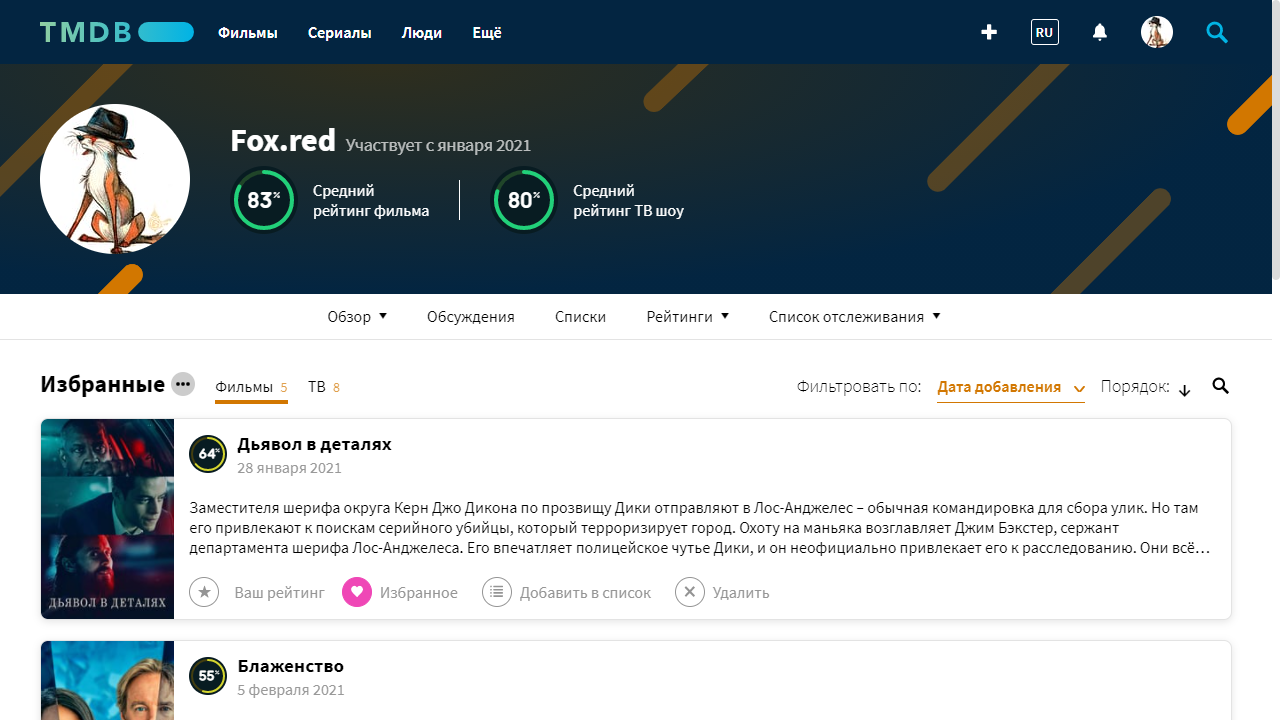 TMDB
Фильмы Сериалы Люди Ещё
RU
Fox.red Участвует с января 2021
83%
Средний
рейтинг фильма
80%
Средний
рейтинг ТВ шоу
Обзор Обсуждения Списки Рейтинги Список отслеживания
Избранные Фильмы 5 ТВ 8
Фильтровать по: Дата добавления Порядок:
64% Дьявол в деталях
28 января 2021
Заместителя шерифа округа Керн Джо Дикона по прозвищу Дики отправляют в Лос-Анджелес – обычная командировка для сбора улик. Но там
его привлекают к поискам серийного убийцы, который терроризирует город. Охоту на маньяка возглавляет Джим Бэкстер, сержант
департамента шерифа Лос-Анджелеса. Его впечатляет полицейское чутье Дики, и он неофициально привлекает его к расследованию. Они всё…
ДЬЯВОЛ В ДЕТАЛЯХ
Ваш рейтинг Избранное Добавить в список Удалить
55% Блаженство
5 февраля 2021